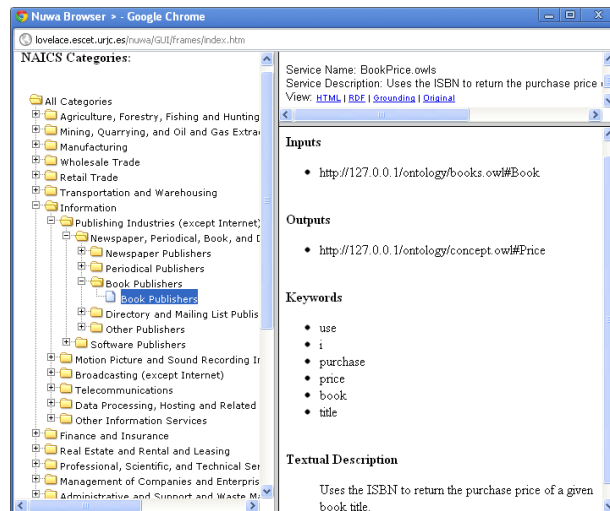 Nuwa Browser > - Google Chrome
lovelace.escet.urjc.es/nuwa/GUI/frames/index.htm
NAICS Categories:
All Categories
Agriculture, Forestry, Fishing and Hunting
Mining, Quarrying, and Oil and Gas Extra
Manufacturing
Wholesale Trade
Retail Trade
Transportation and Warehousing
Information
Publishing Industries (except Internet)
Newspaper, Periodical, Book, and D
Newspaper Publishers
Periodical Publishers
Book Publishers
Book Publishers
Directory and Mailing List Publis
Other Publishers
Software Publishers
Motion Picture and Sound Recording I
Broadcasting (except Internet)
Telecommunications
Data Processing, Hosting and Related
Other Information Services
Finance and Insurance
Real Estate and Rental and Leasing
Professional, Scientific, and Technical Ser
Management of Companies and Enterpris
Administrative and Support and Waste Ma
Service Name: BookPrice.owls
Service Description: Uses the ISBN to return the purchase price
View: HTML | RDF | Grounding | Original
Inputs
http://127.0.0.1/ontology/books.owl#Book
Outputs
http://127.0.0.1/ontology/concept.owl#Price
Keywords
use
i
purchase
price
book
title
Textual Description
Uses the ISBN to return the purchase price of a given
book title.